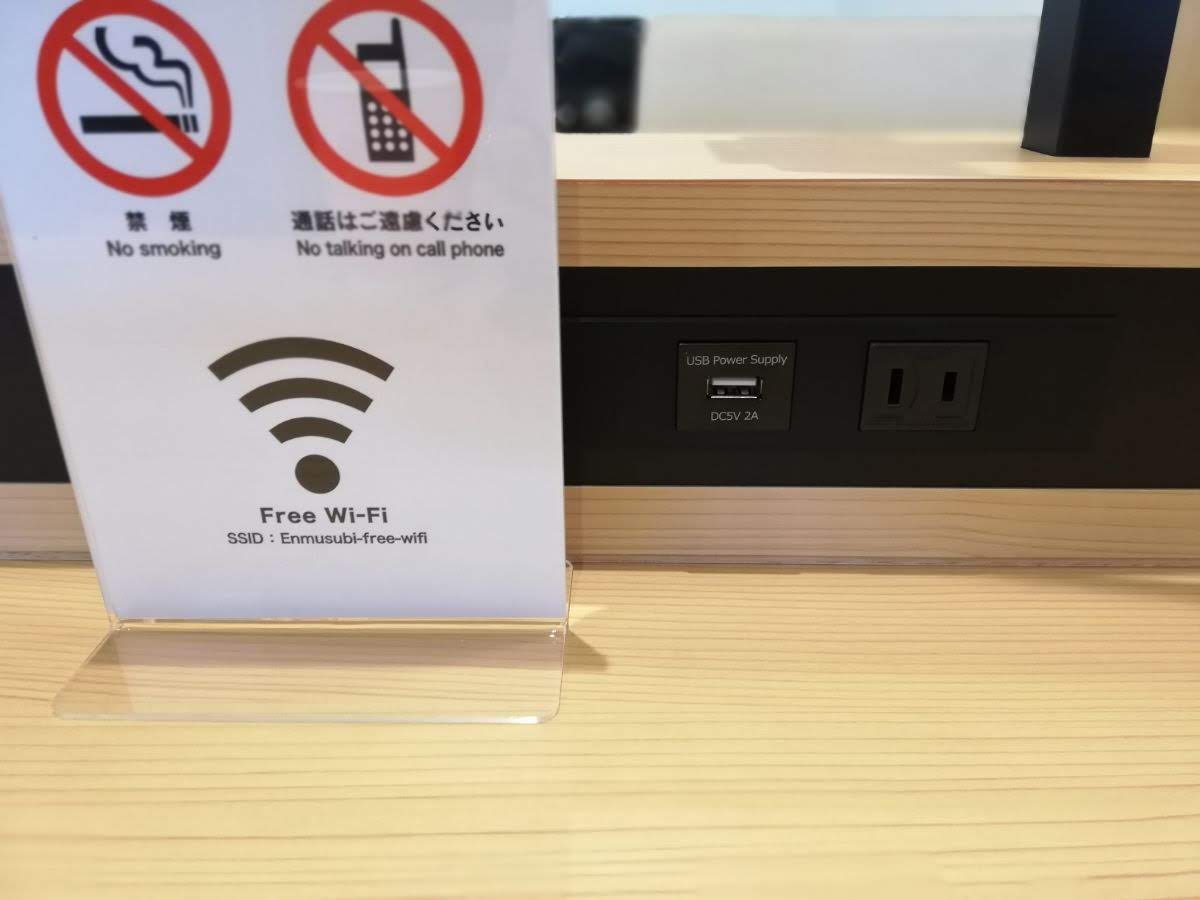 禁 煙
No smoking
通話はご遠慮ください
No talking on call phone
Free Wi-Fi
SSID : Enmusubi-free-wifi
USB Power Supply
DC5V 2A